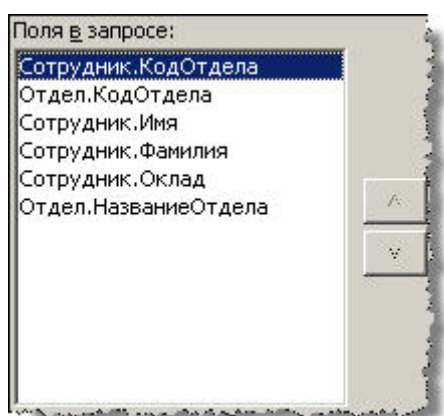 Поля в запросе:
Сотрудник.КодОтдела
Отдел.КодОтдела
Сотрудник.Имя
Сотрудник.Фамилия
Сотрудник.Оклад
Отдел.НазваниеОтдела